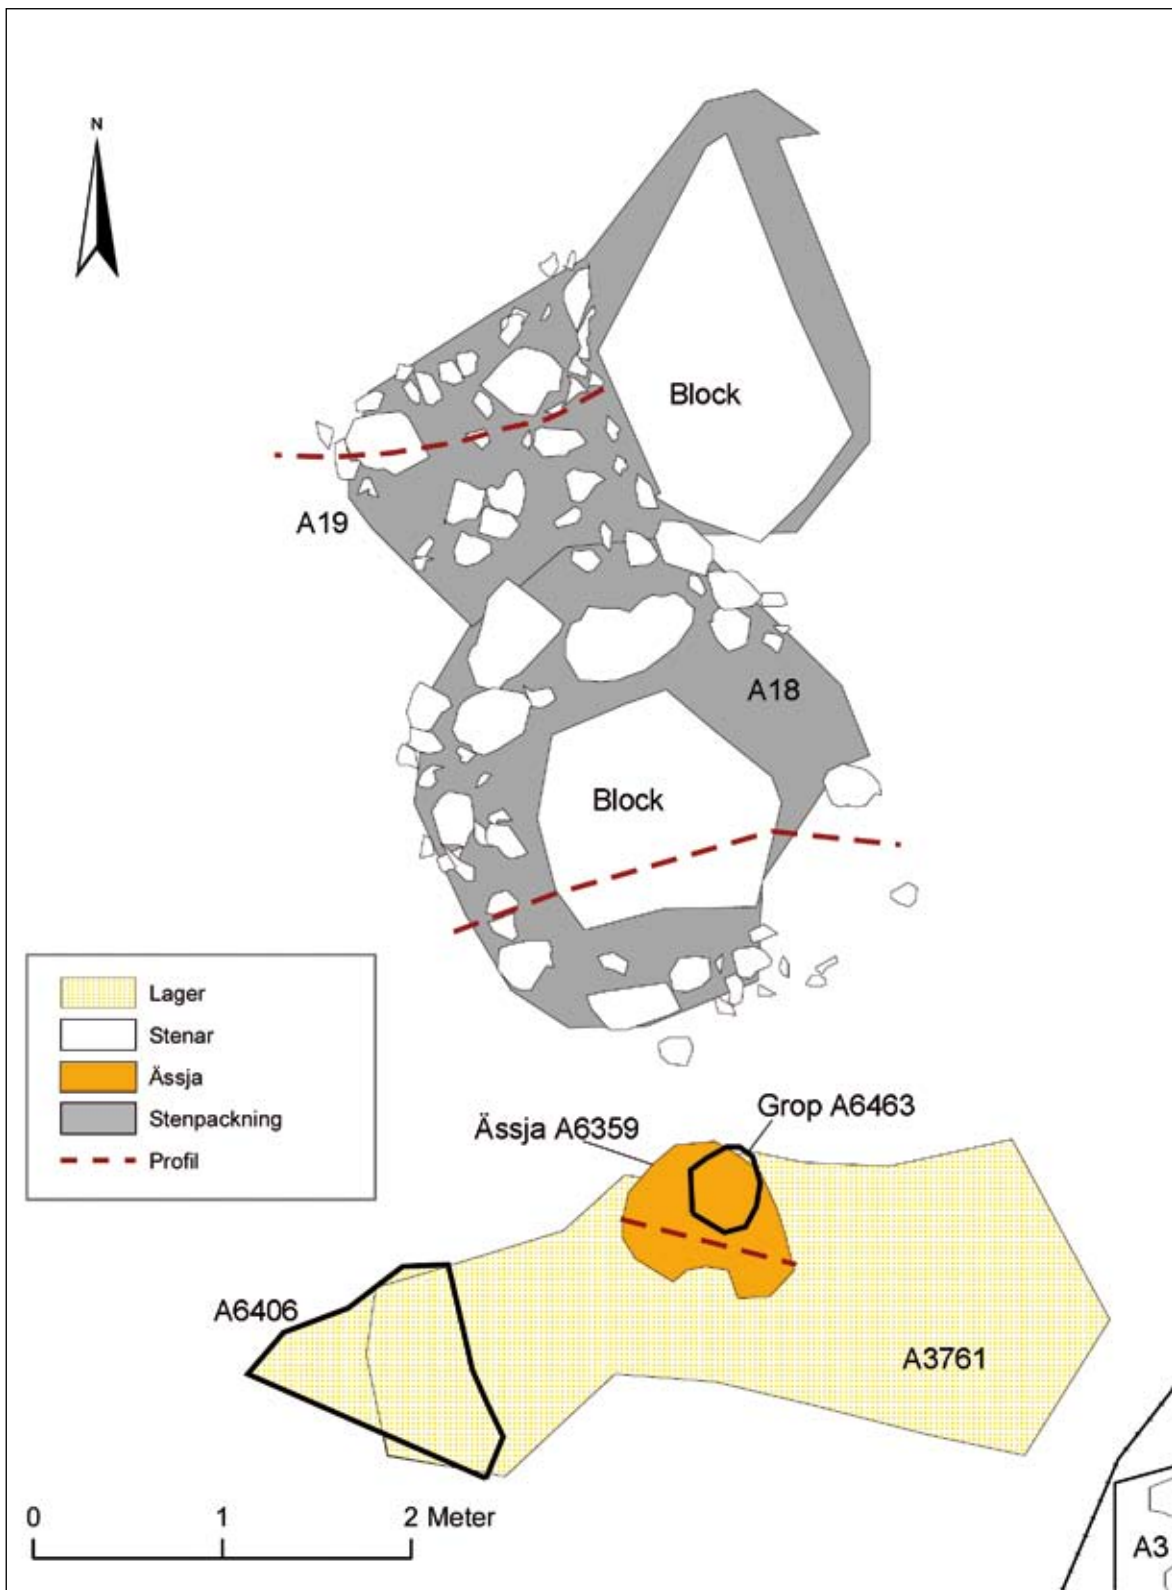 N
Block
A19
A18
Block
Lager
Stenar
Ässja
Stenpackning
Profil
Grop A6463
Ässja A6359
A6406
A3761
0 1 2 Meter
A3